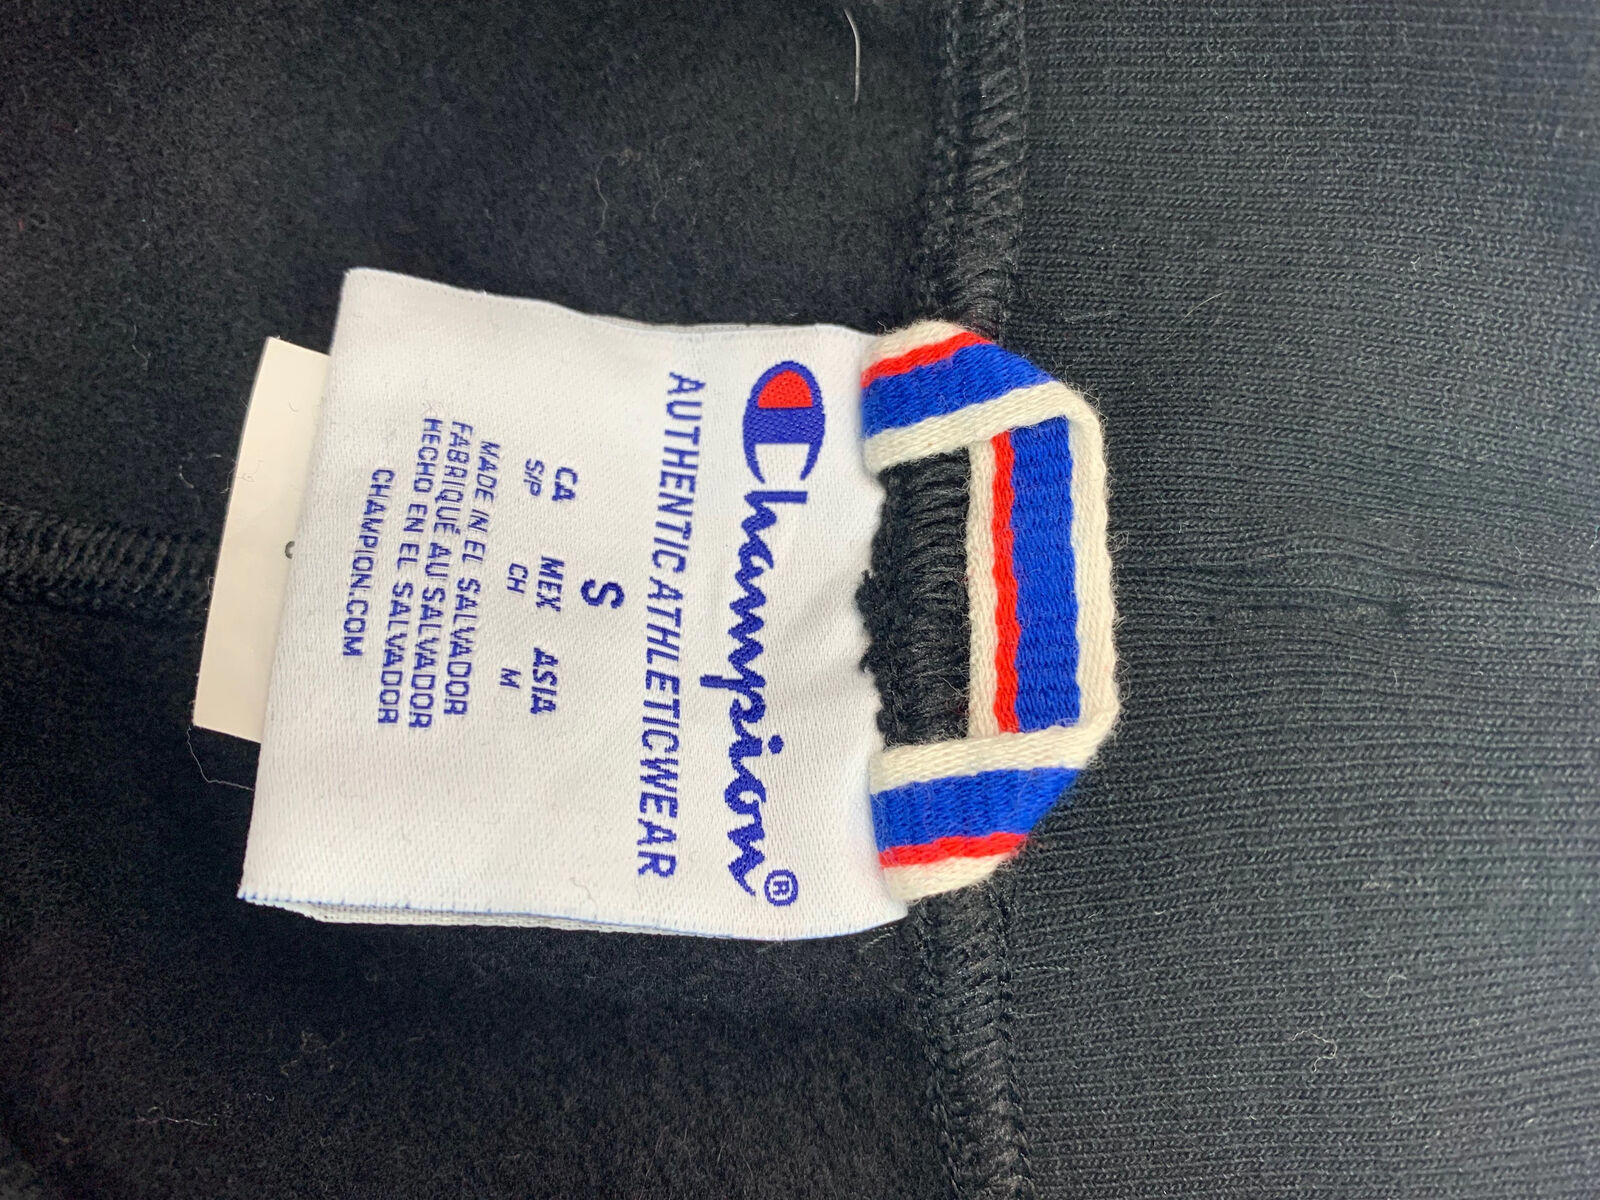 Champion®
AUTHENTIC ATHLETICWEAR
S
CA MEX ASIA
S/P CH M
MADE IN EL SALVADOR
FABRIQUÉ AU SALVADOR
HECHO EN EL SALVADOR
CHAMPION.COM